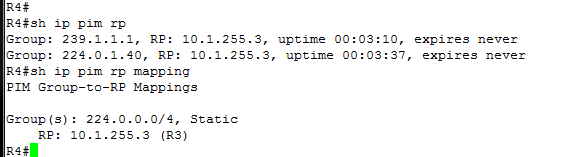 R4#
R4#sh ip pim rp
Group: 239.1.1.1, RP: 10.1.255.3, uptime 00:03:10, expires never
Group: 224.0.1.40, RP: 10.1.255.3, uptime 00:03:37, expires never
R4#sh ip pim rp mapping
PIM Group-to-RP Mappings
Group(s): 224.0.0.0/4, Static
RP: 10.1.255.3 (R3)
R4#